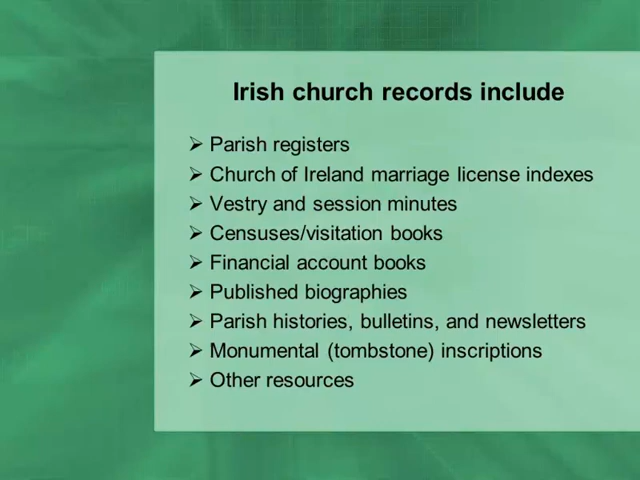 Irish church records include
➢ Parish registers
➢ Church of Ireland marriage license indexes
➢ Vestry and session minutes
➢ Censuses/visitation books
➢ Financial account books
➢ Published biographies
➢ Parish histories, bulletins, and newsletters
➢ Monumental (tombstone) inscriptions
➢ Other resources